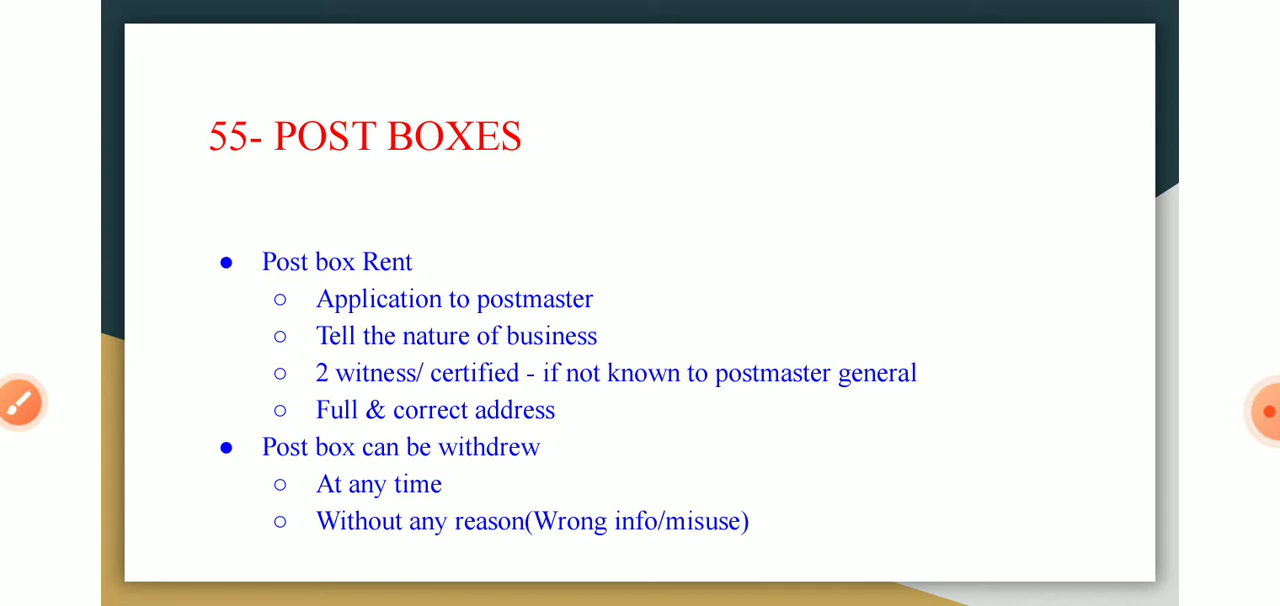 55- POST BOXES
● Post box Rent
○ Application to postmaster
○ Tell the nature of business
○ 2 witness/ certified - if not known to postmaster general
○ Full & correct address
● Post box can be withdrew
○ At any time
○ Without any reason(Wrong info/misuse)